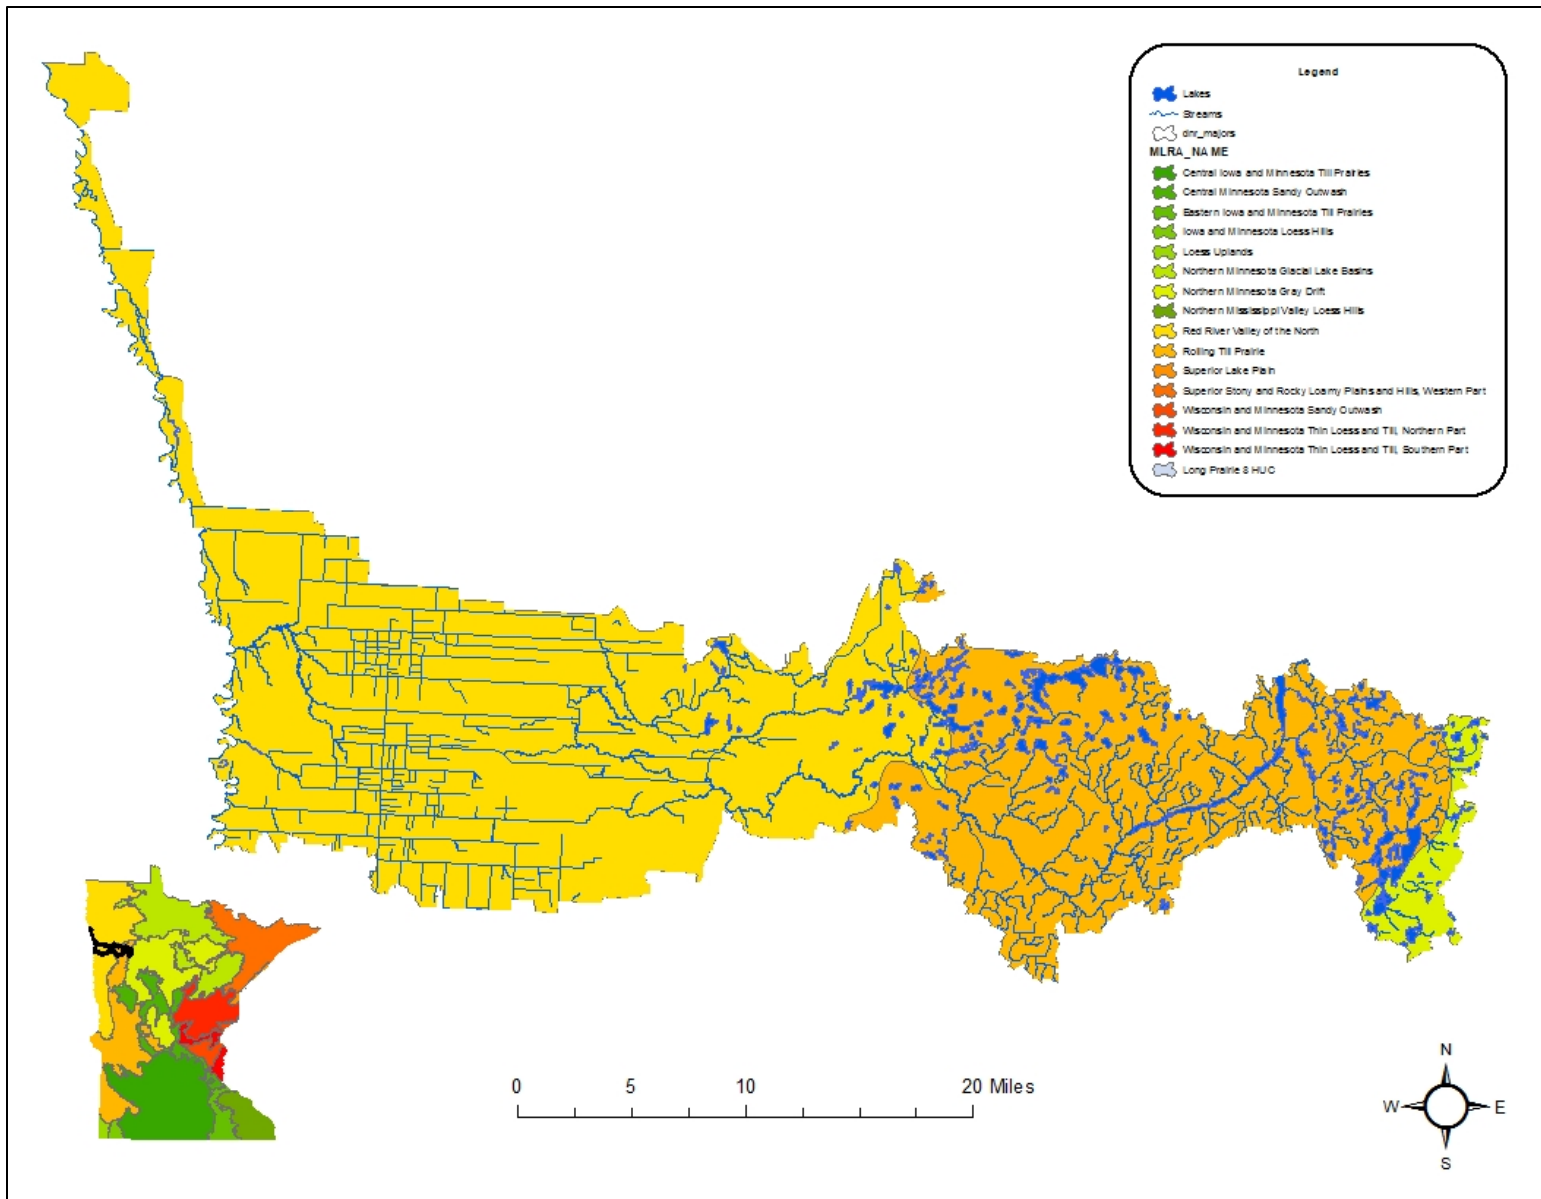 Legend
Lakes
Streams
dnr_majors
MLRA_NAME
Central Iowa and Minnesota Till Prairies
Central Minnesota Sandy Outwash
Eastern Iowa and Minnesota Till Prairies
Iowa and Minnesota Loess Hills
Loess Uplands
Northern Minnesota Glacial Lake Basins
Northern Minnesota Gray Drift
Northern Mississippi Valley Loess Hills
Red River Valley of the North
Rolling Till Prairie
Superior Lake Plain
Superior Stony and Rocky Loamy Plains and Hills, Western Part
Wisconsin and Minnesota Sandy Outwash
Wisconsin and Minnesota Thin Loess and Till, Northern Part
Wisconsin and Minnesota Thin Loess and Till, Southern Part
Long Prairie 8 HUC
0 5 10 20 Miles
N
W E
S